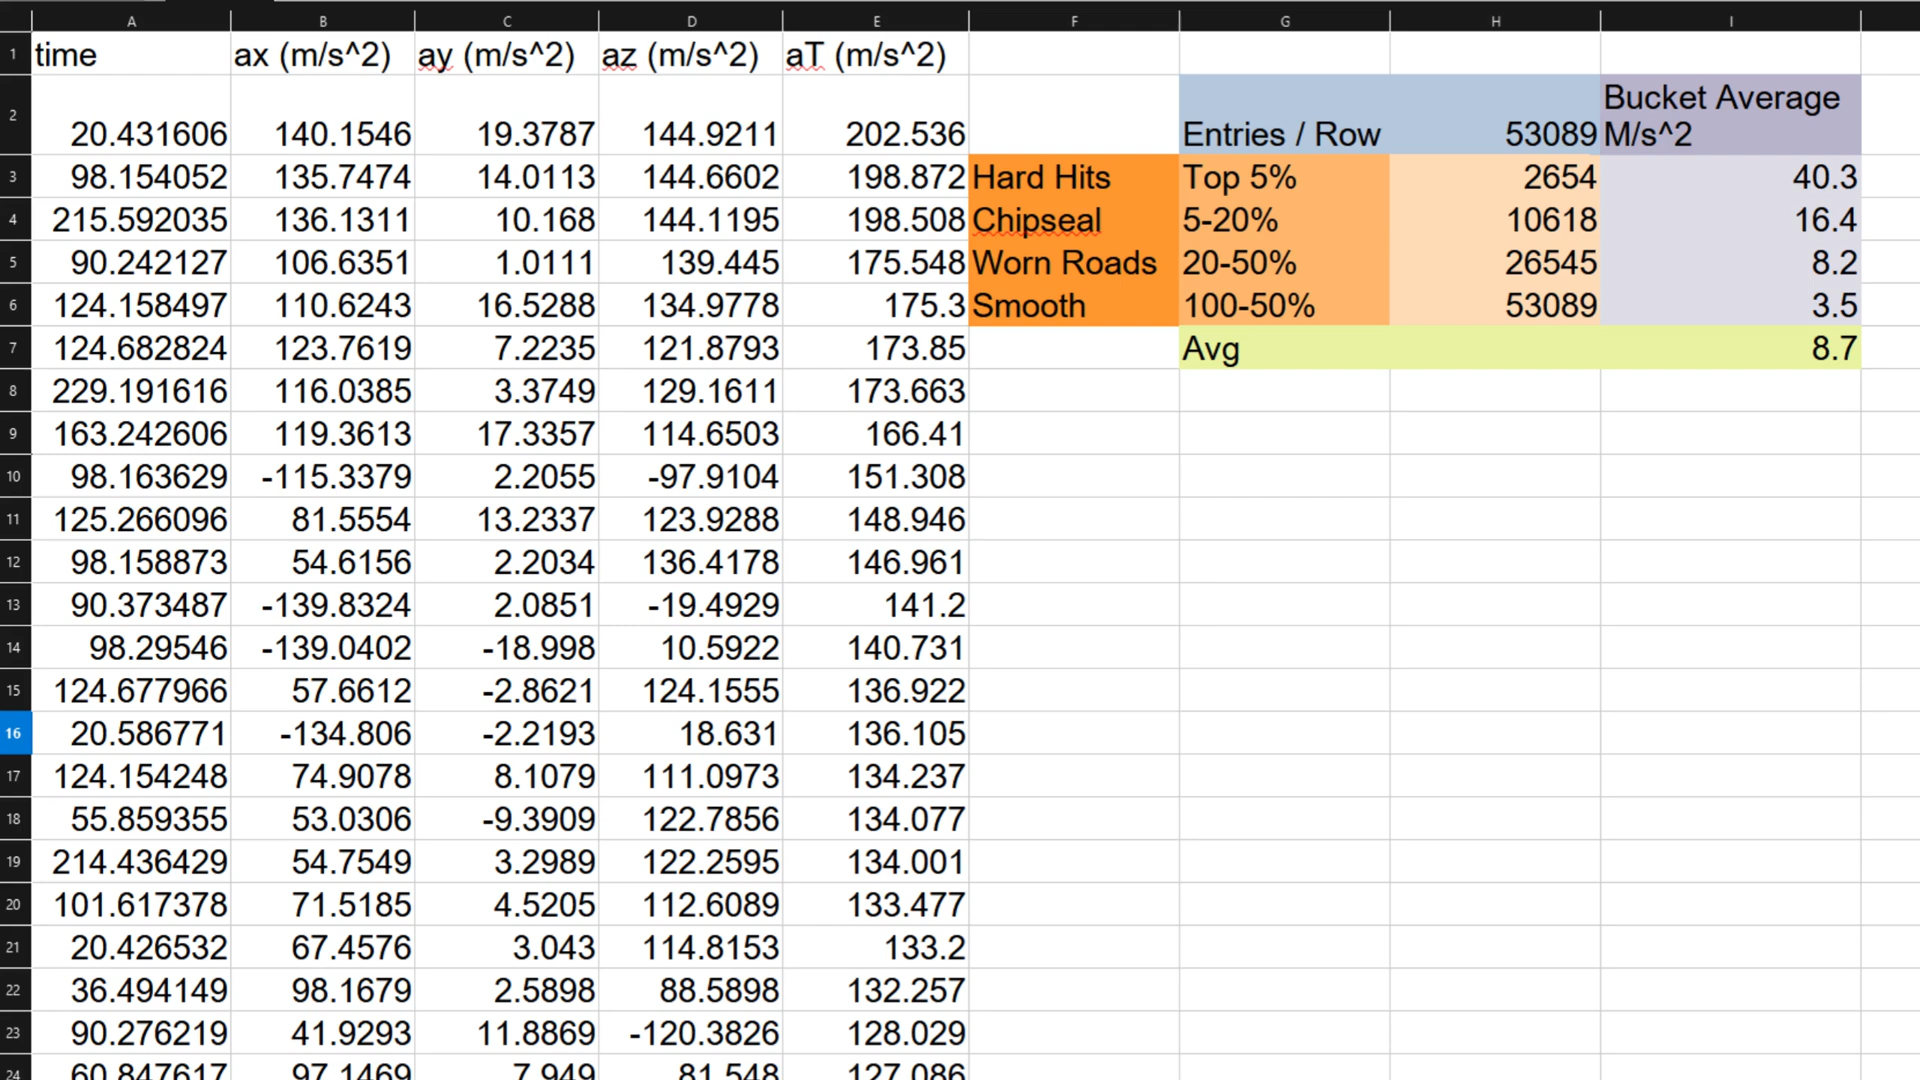 A B C D E F G H I
1 time ax (m/s^2) ay (m/s^2) az (m/s^2) aT (m/s^2)
2 20.431606 140.1546 19.3787 144.9211 202.536 Entries / Row 53089 Bucket Average M/s^2
3 98.154052 135.7474 14.0113 144.6602 198.872 Hard Hits Top 5% 2654 40.3
4 215.592035 136.1311 10.168 144.1195 198.508 Chipseal 5-20% 10618 16.4
5 90.242127 106.6351 1.0111 139.445 175.548 Worn Roads 20-50% 26545 8.2
6 124.158497 110.6243 16.5288 134.9778 175.3 Smooth 100-50% 53089 3.5
7 124.682824 123.7619 7.2235 121.8793 173.85 Avg 8.7
8 229.191616 116.0385 3.3749 129.1611 173.663
9 163.242606 119.3613 17.3357 114.6503 166.41
10 98.163629 -115.3379 2.2055 -97.9104 151.308
11 125.266096 81.5554 13.2337 123.9288 148.946
12 98.158873 54.6156 2.2034 136.4178 146.961
13 90.373487 -139.8324 2.0851 -19.4929 141.2
14 98.29546 -139.0402 -18.998 10.5922 140.731
15 124.677966 57.6612 -2.8621 124.1555 136.922
16 20.586771 -134.806 -2.2193 18.631 136.105
17 124.154248 74.9078 8.1079 111.0973 134.237
18 55.859355 53.0306 -9.3909 122.7856 134.077
19 214.436429 54.7549 3.2989 122.2595 134.001
20 101.617378 71.5185 4.5205 112.6089 133.477
21 20.426532 67.4576 3.043 114.8153 133.2
22 36.494149 98.1679 2.5898 88.5898 132.257
23 90.276219 41.9293 11.8869 -120.3826 128.029
24 60.847617 97.1469 7.949 81.548 127.086